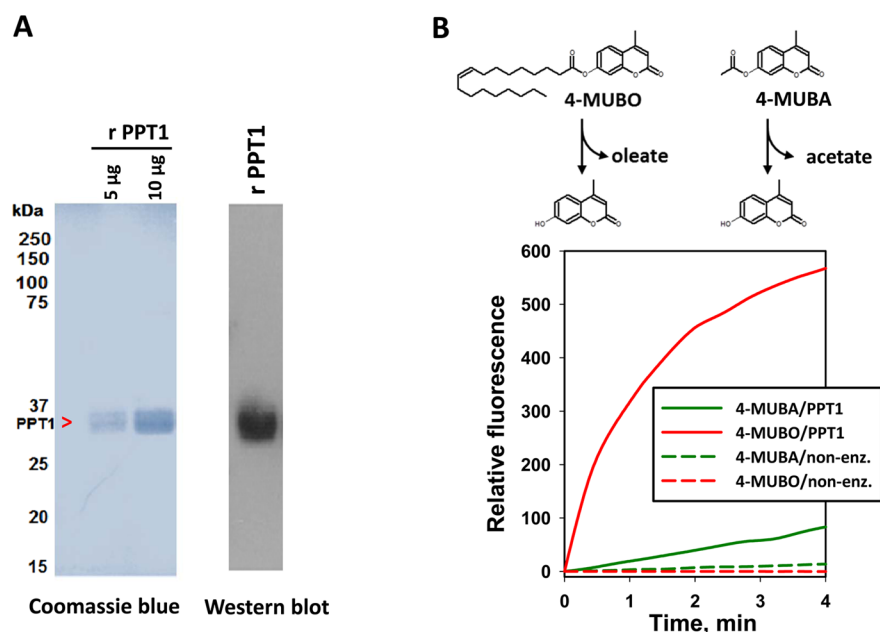 A
r PPT1
5 µg
10 µg
kDa
250
150
100
75
37
PPT1 >
25
20
15
Coomassie blue
r PPT1
Western blot
B
O
O
O
O
4-MUBO
O
O
O
O
4-MUBA
oleate
acetate
HO
O
O
HO
O
O
600
500
400
300
200
100
0
Relative fluorescence
4-MUBA/PPT1
4-MUBO/PPT1
4-MUBA/non-enz.
4-MUBO/non-enz.
0 1 2 3 4
Time, min